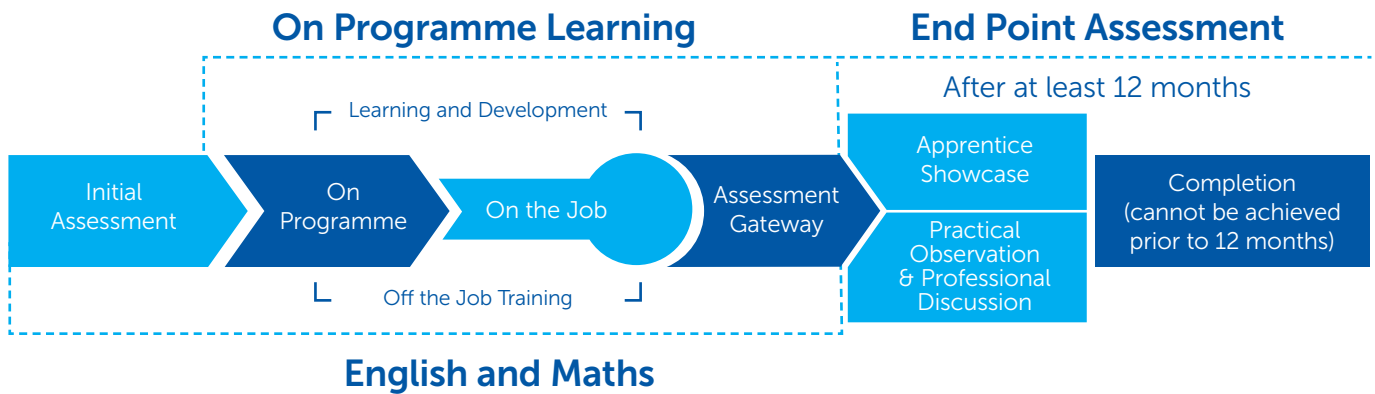 On Programme Learning
End Point Assessment
After at least 12 months
Learning and Development
Initial
Assessment
On
Programme
On the Job
Assessment
Gateway
Apprentice
Showcase
Practical
Observation
& Professional
Discussion
Completion
(cannot be achieved
prior to 12 months)
Off the Job Training
English and Maths